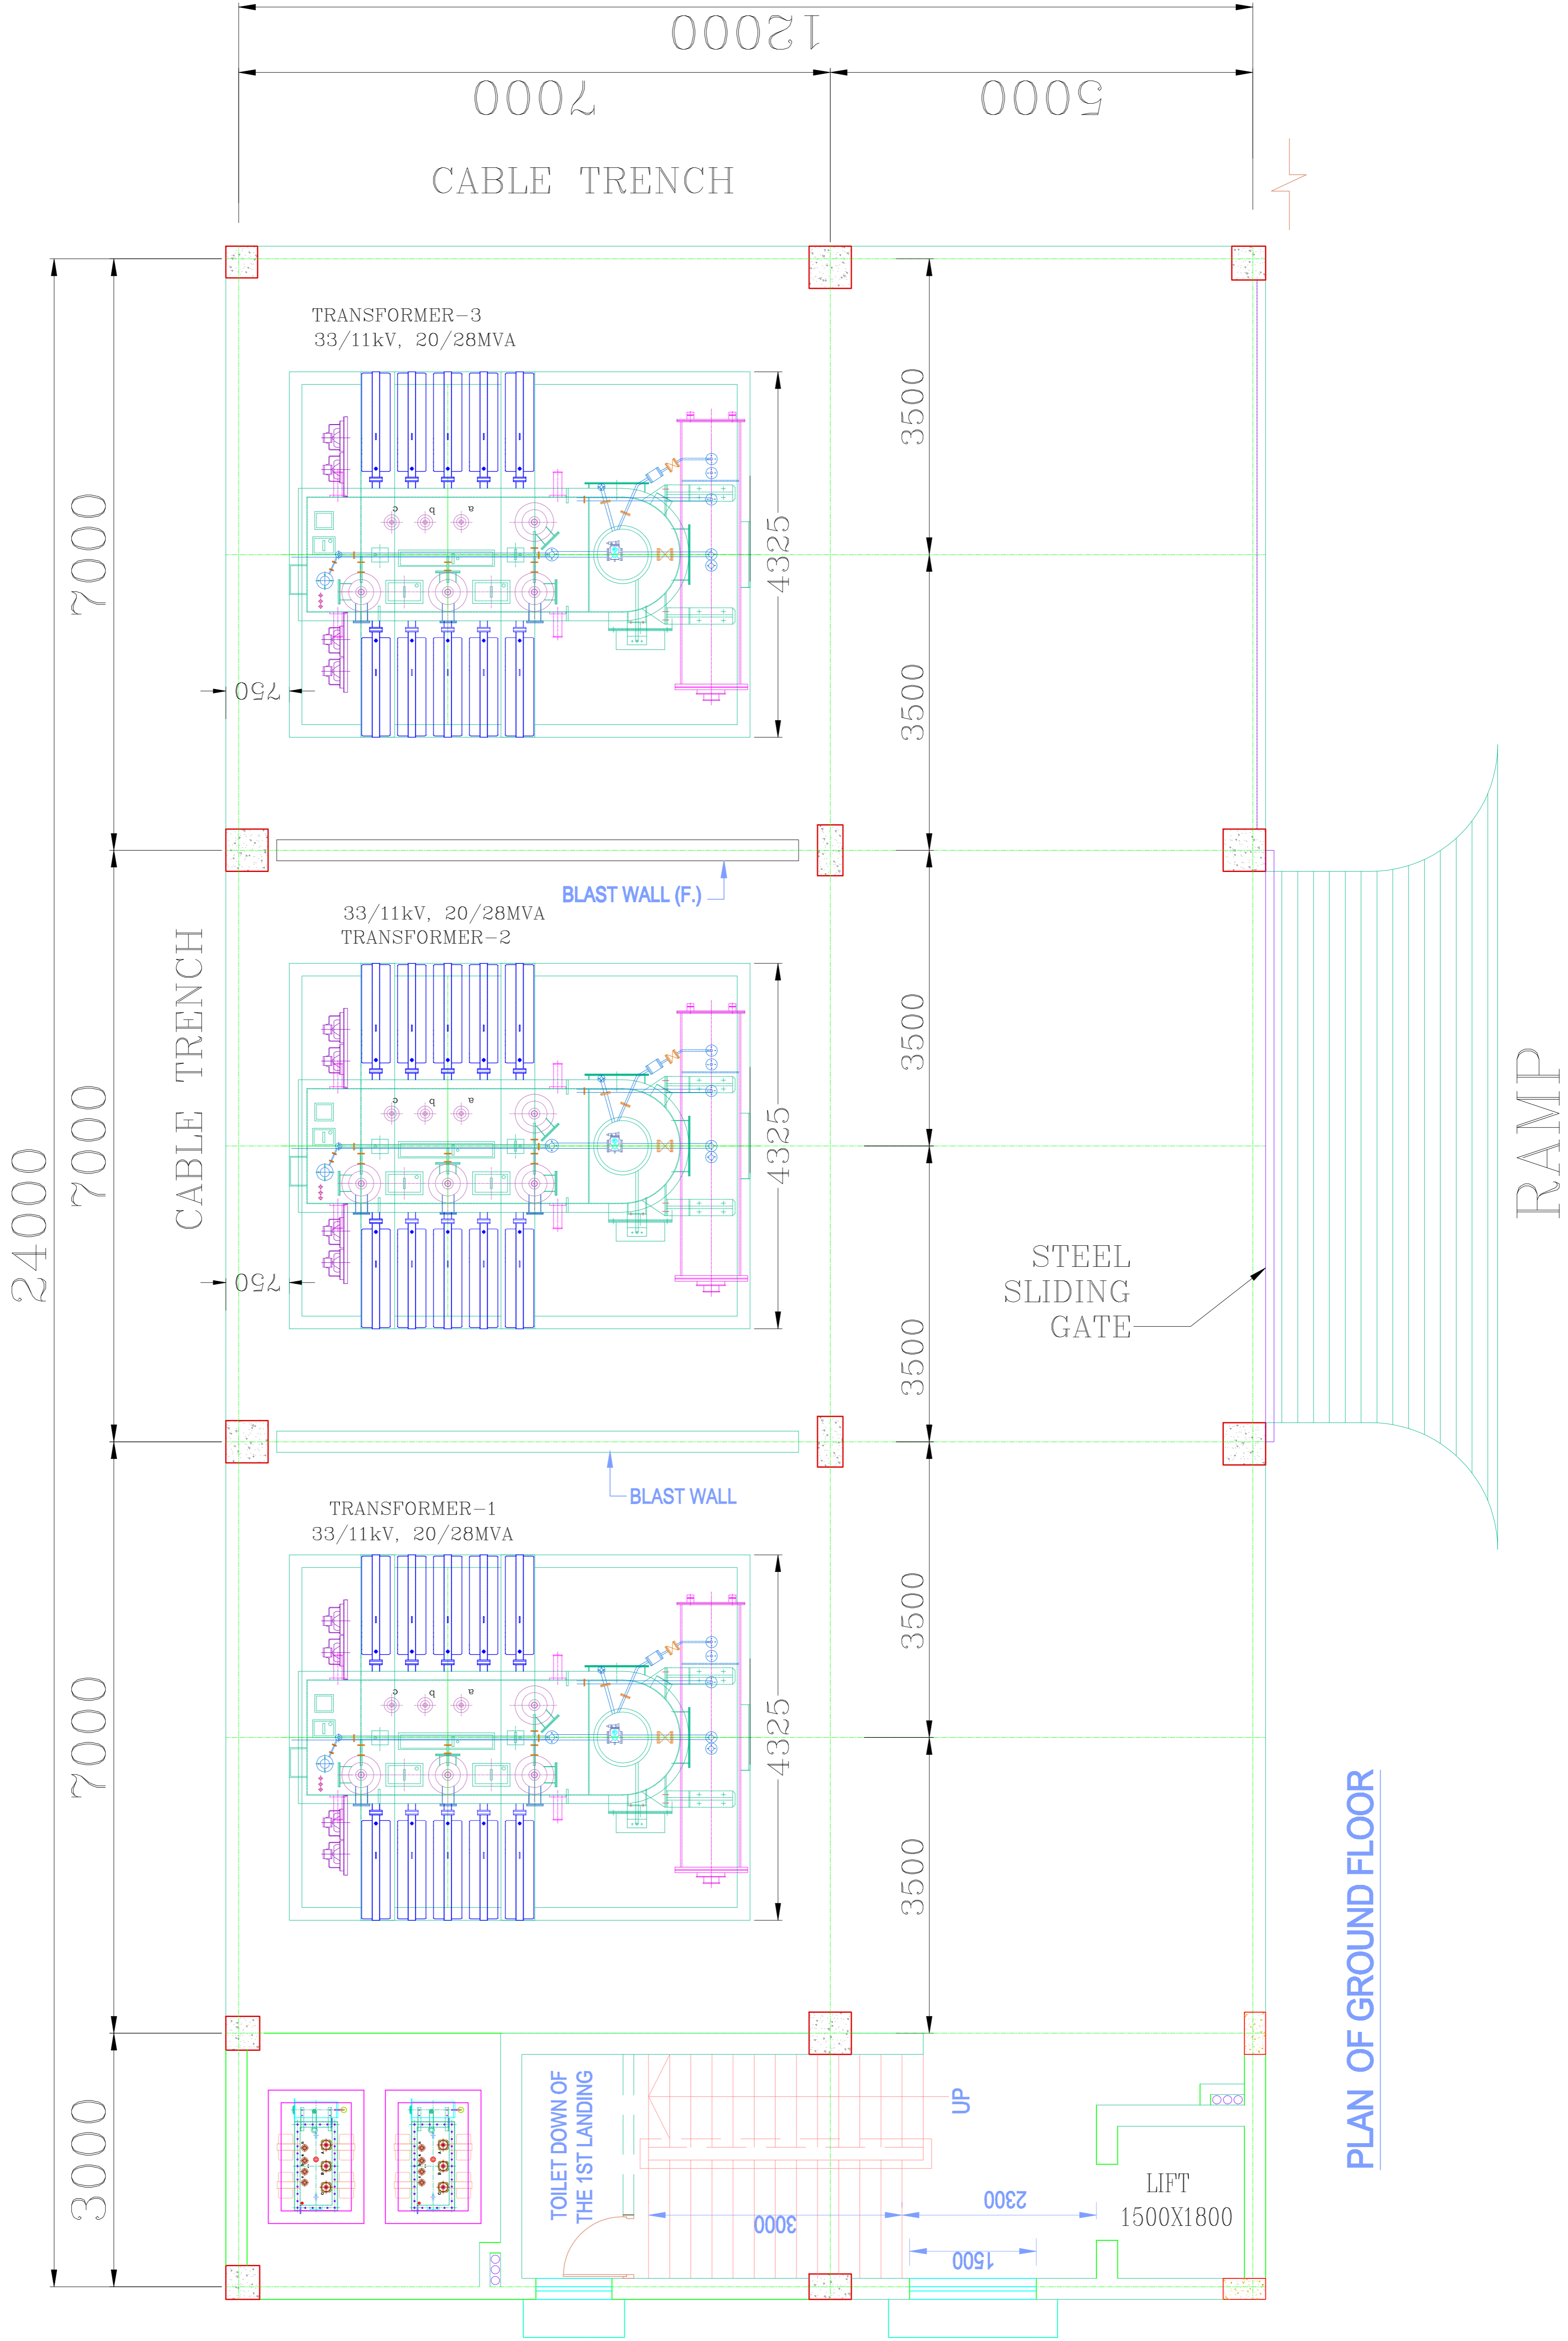 12000
7000
5000
CABLE TRENCH
TRANSFORMER-3
33/11kV, 20/28MVA
3500
7000
c b a
4325
3500
750
BLAST WALL (F.)
33/11kV, 20/28MVA
TRANSFORMER-2
CABLE TRENCH
3500
7000
24000
c b a
4325
RAMP
STEEL
SLIDING
GATE
750
3500
BLAST WALL
TRANSFORMER-1
33/11kV, 20/28MVA
3500
7000
c b a
4325
3500
PLAN OF GROUND FLOOR
3000
TOILET DOWN OF
THE 1ST LANDING
UP
LIFT
1500X1800
3000
2300
1500